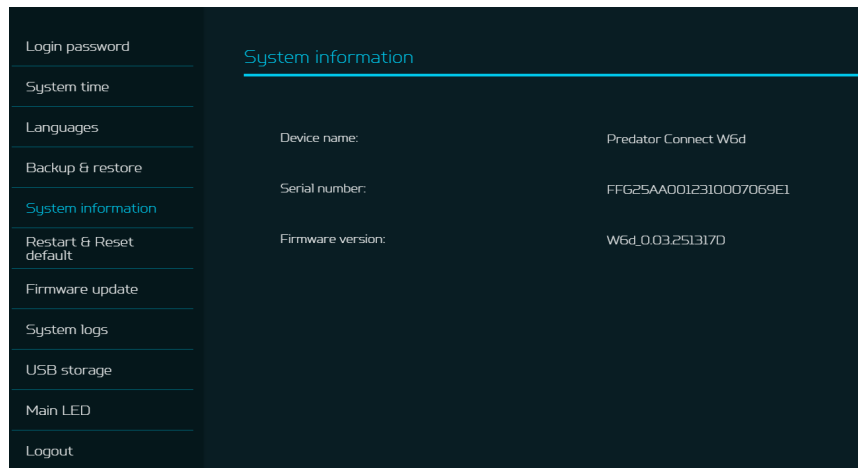 Login password
System time
Languages
Backup & restore
System information
Restart & Reset
default
Firmware update
System logs
USB storage
Main LED
Logout
System information
Device name: Predator Connect W6d
Serial number: FFG25AA0012310007069E1
Firmware version: W6d_0.03.251317D